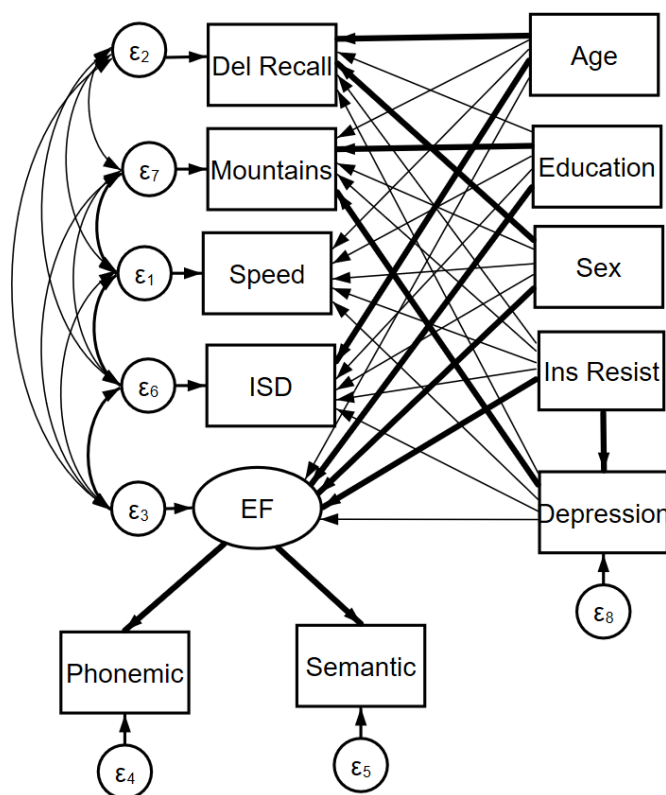 ε2
Del Recall
Age
ε7
Mountains
Education
ε1
Speed
Sex
ε6
ISD
Ins Resist
ε3
EF
Depression
ε8
Phonemic
Semantic
ε4
ε5